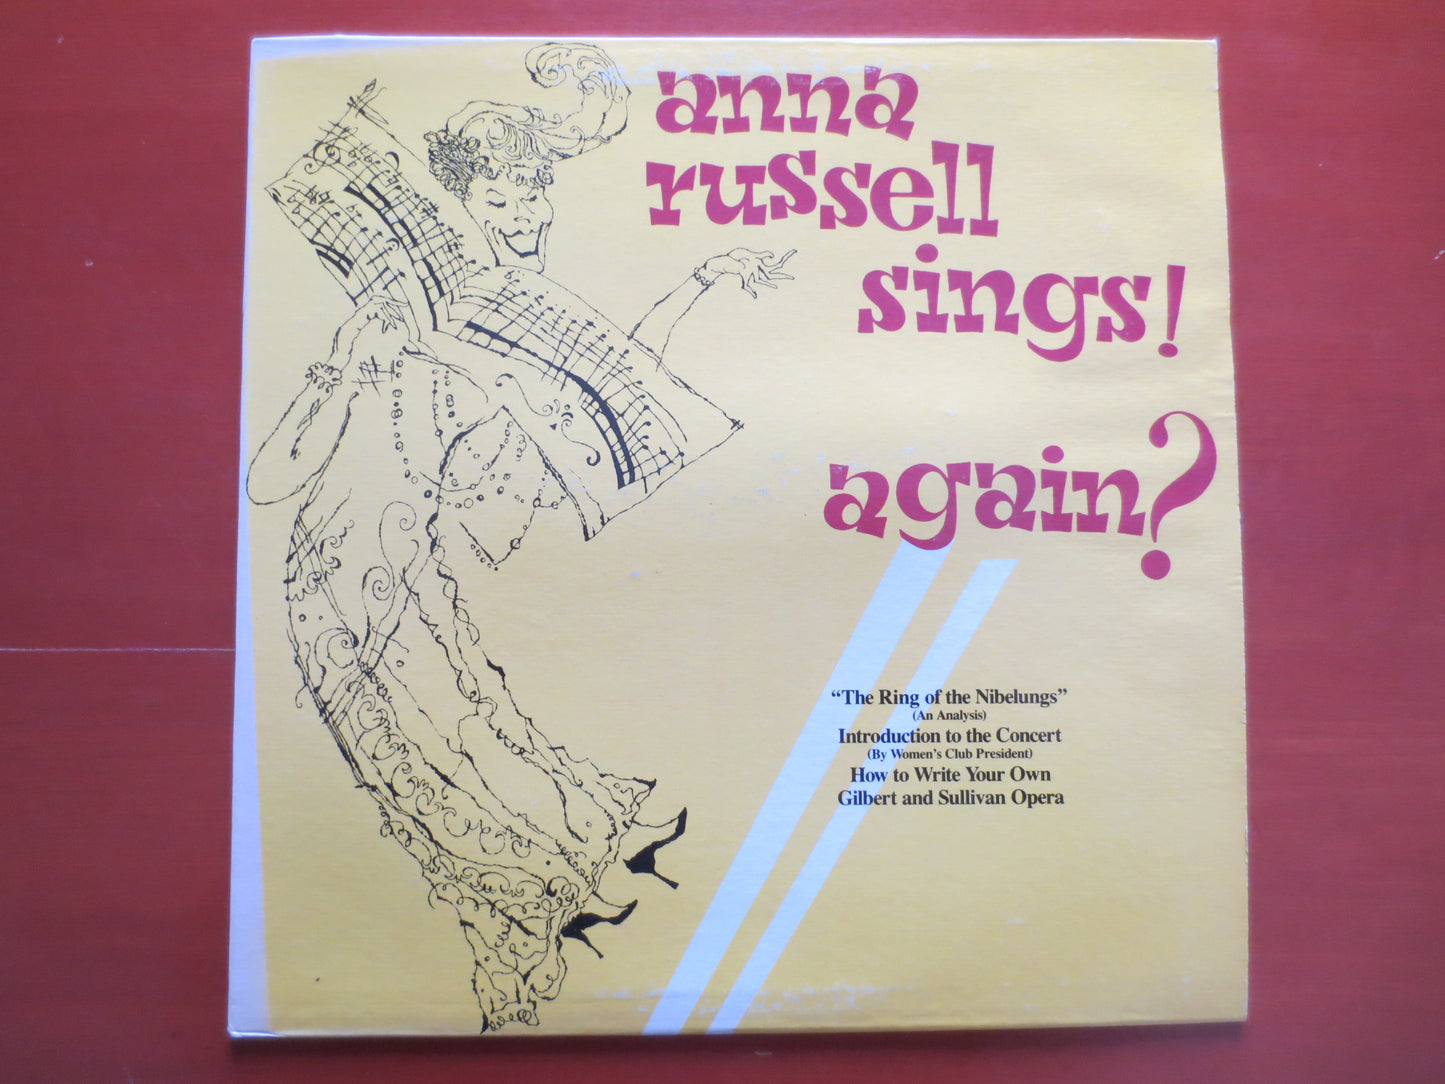 anna
russell
sings!
again?
“The Ring of the Nibelungs”
(An Analysis)
Introduction to the Concert
(By Women's Club President)
How to Write Your Own
Gilbert and Sullivan Opera